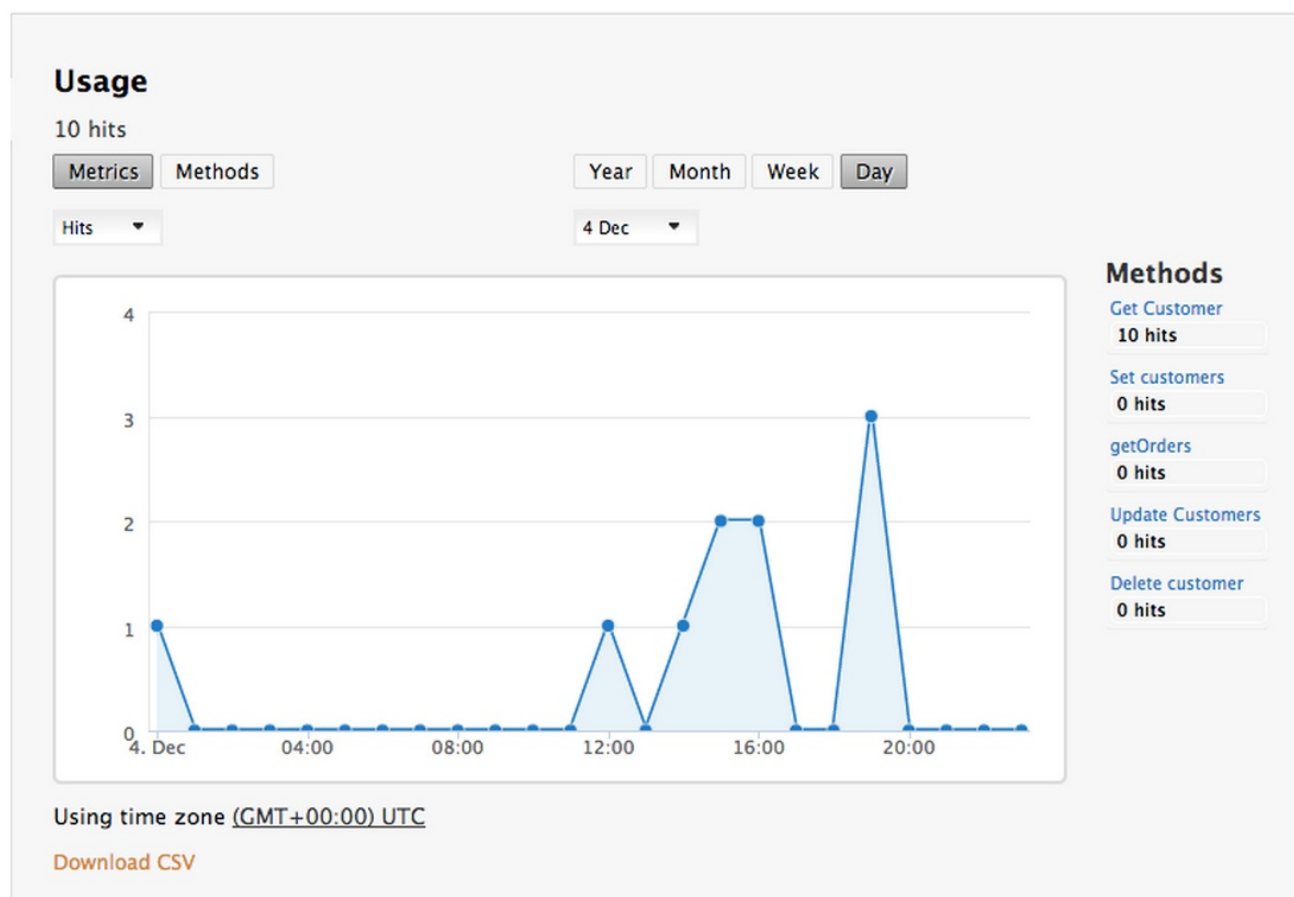 Usage
10 hits
Metrics Methods Year Month Week Day
Hits 4 Dec
4
3
2
1
0
4. Dec 04:00 08:00 12:00 16:00 20:00
Methods
Get Customer
10 hits
Set customers
0 hits
getOrders
0 hits
Update Customers
0 hits
Delete customer
0 hits
Using time zone (GMT+00:00) UTC
Download CSV